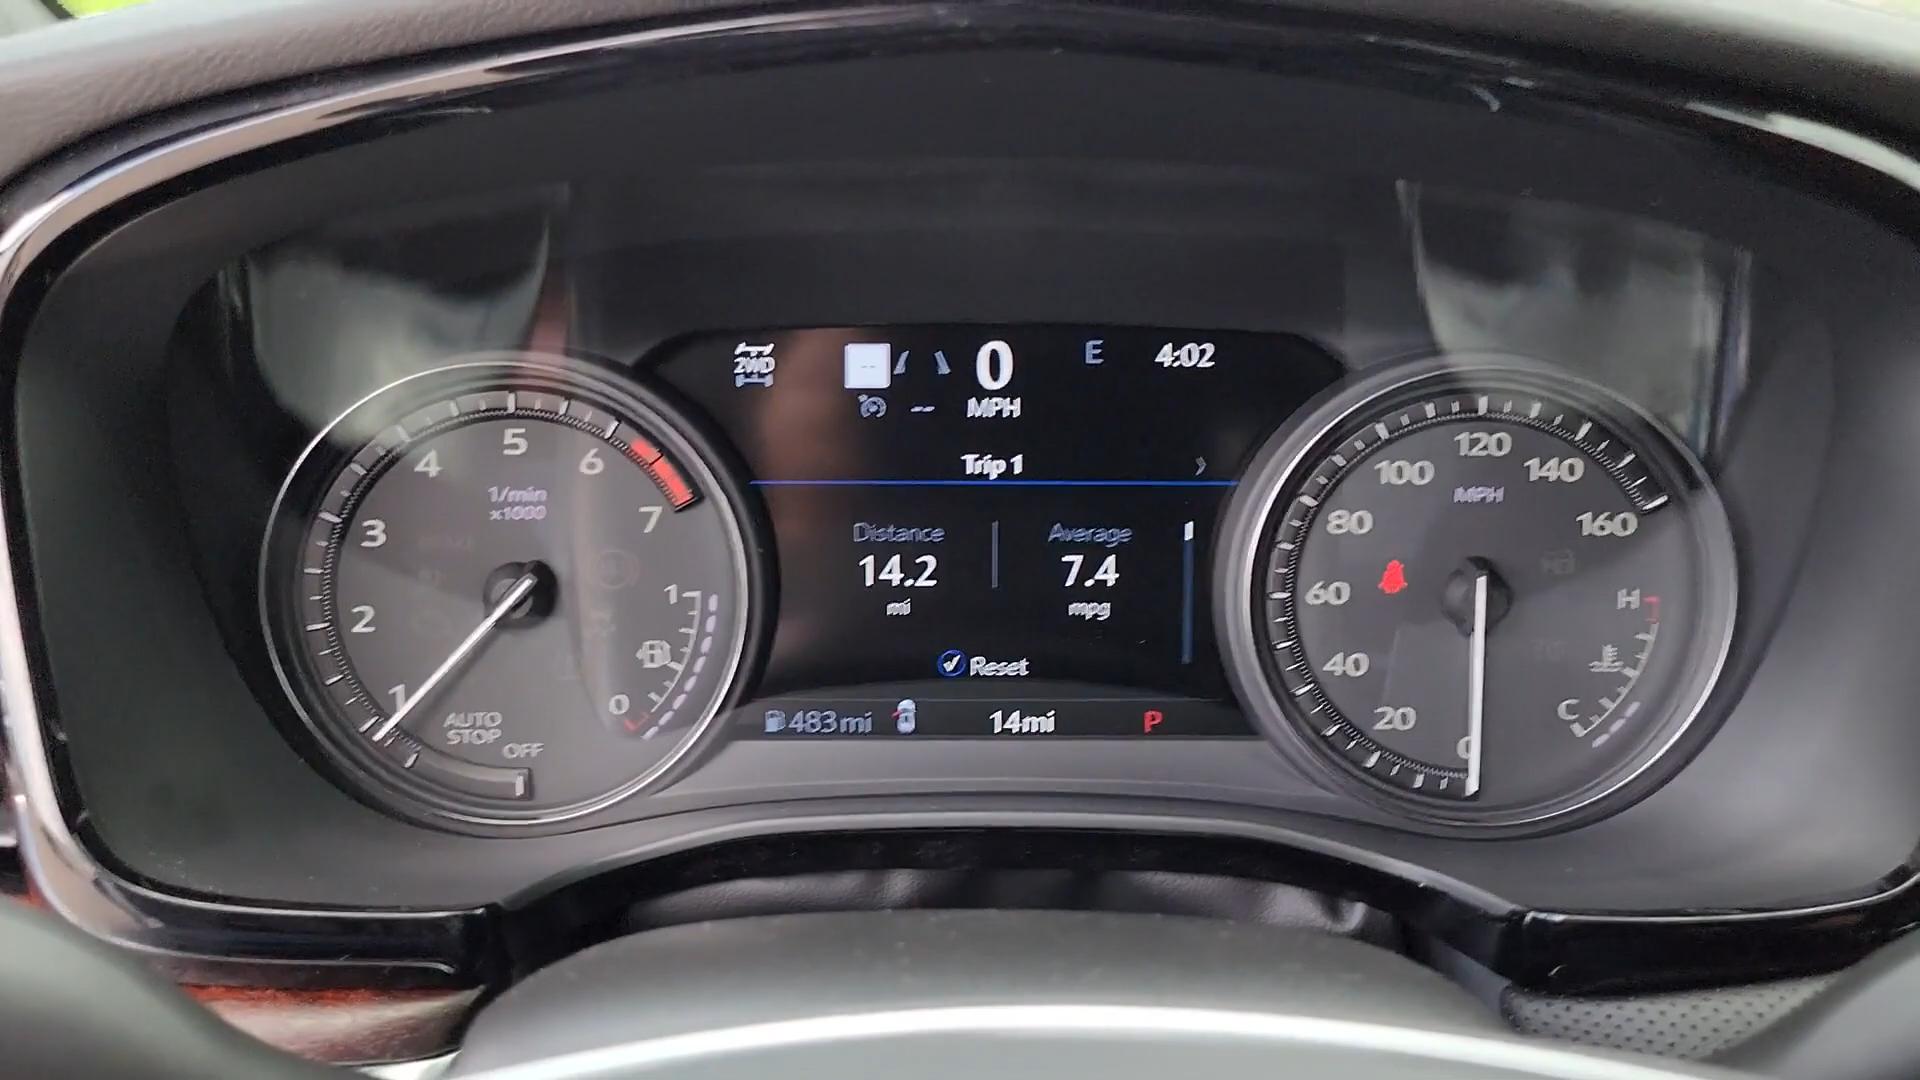 2WD
--
0
E
4:02
--
MPH
Trip 1
Distance
Average
14.2
7.4
mi
mpg
Reset
483mi
14mi
P
1
2
3
4
5
6
7
1/min
x1000
AUTO
STOP
OFF
1
0
0
20
40
60
80
100
120
140
160
MPH
H
C